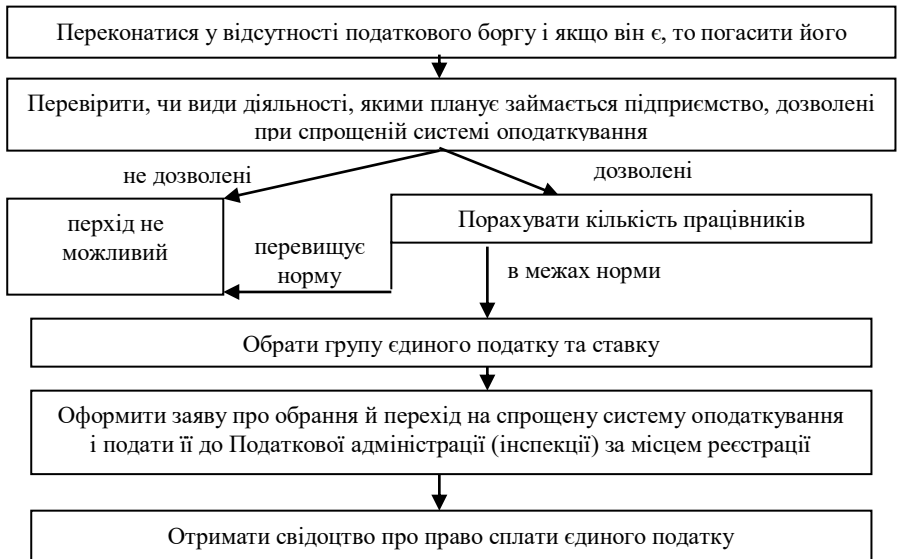 Переконатися у відсутності податкового боргу і якщо він є, то погасити його
Перевірити, чи види діяльності, якими планує займається підприємство, дозволені
при спрощеній системі оподаткування
не дозволені
дозволені
перхід не
можливий
перевищує
норму
Порахувати кількість працівників
в межах норми
Обрати групу єдиного податку та ставку
Оформити заяву про обрання й перехід на спрощену систему оподаткування
і подати її до Податкової адміністрації (інспекції) за місцем реєстрації
Отримати свідоцтво про право сплати єдиного податку